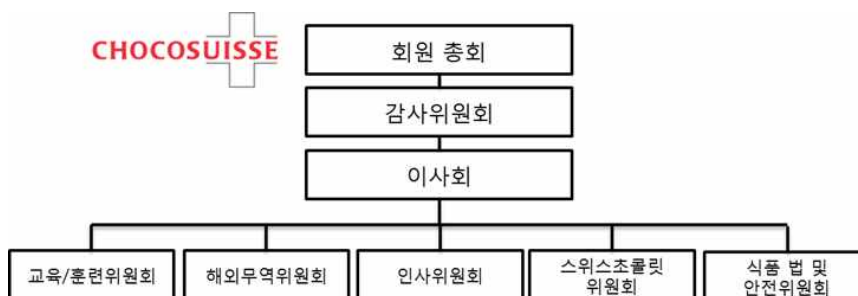 CHOCOSUISSE
회원 총회
감사위원회
이사회
교육/훈련위원회
해외무역위원회
인사위원회
스위스초콜릿
위원회
식품 법 및
안전위원회